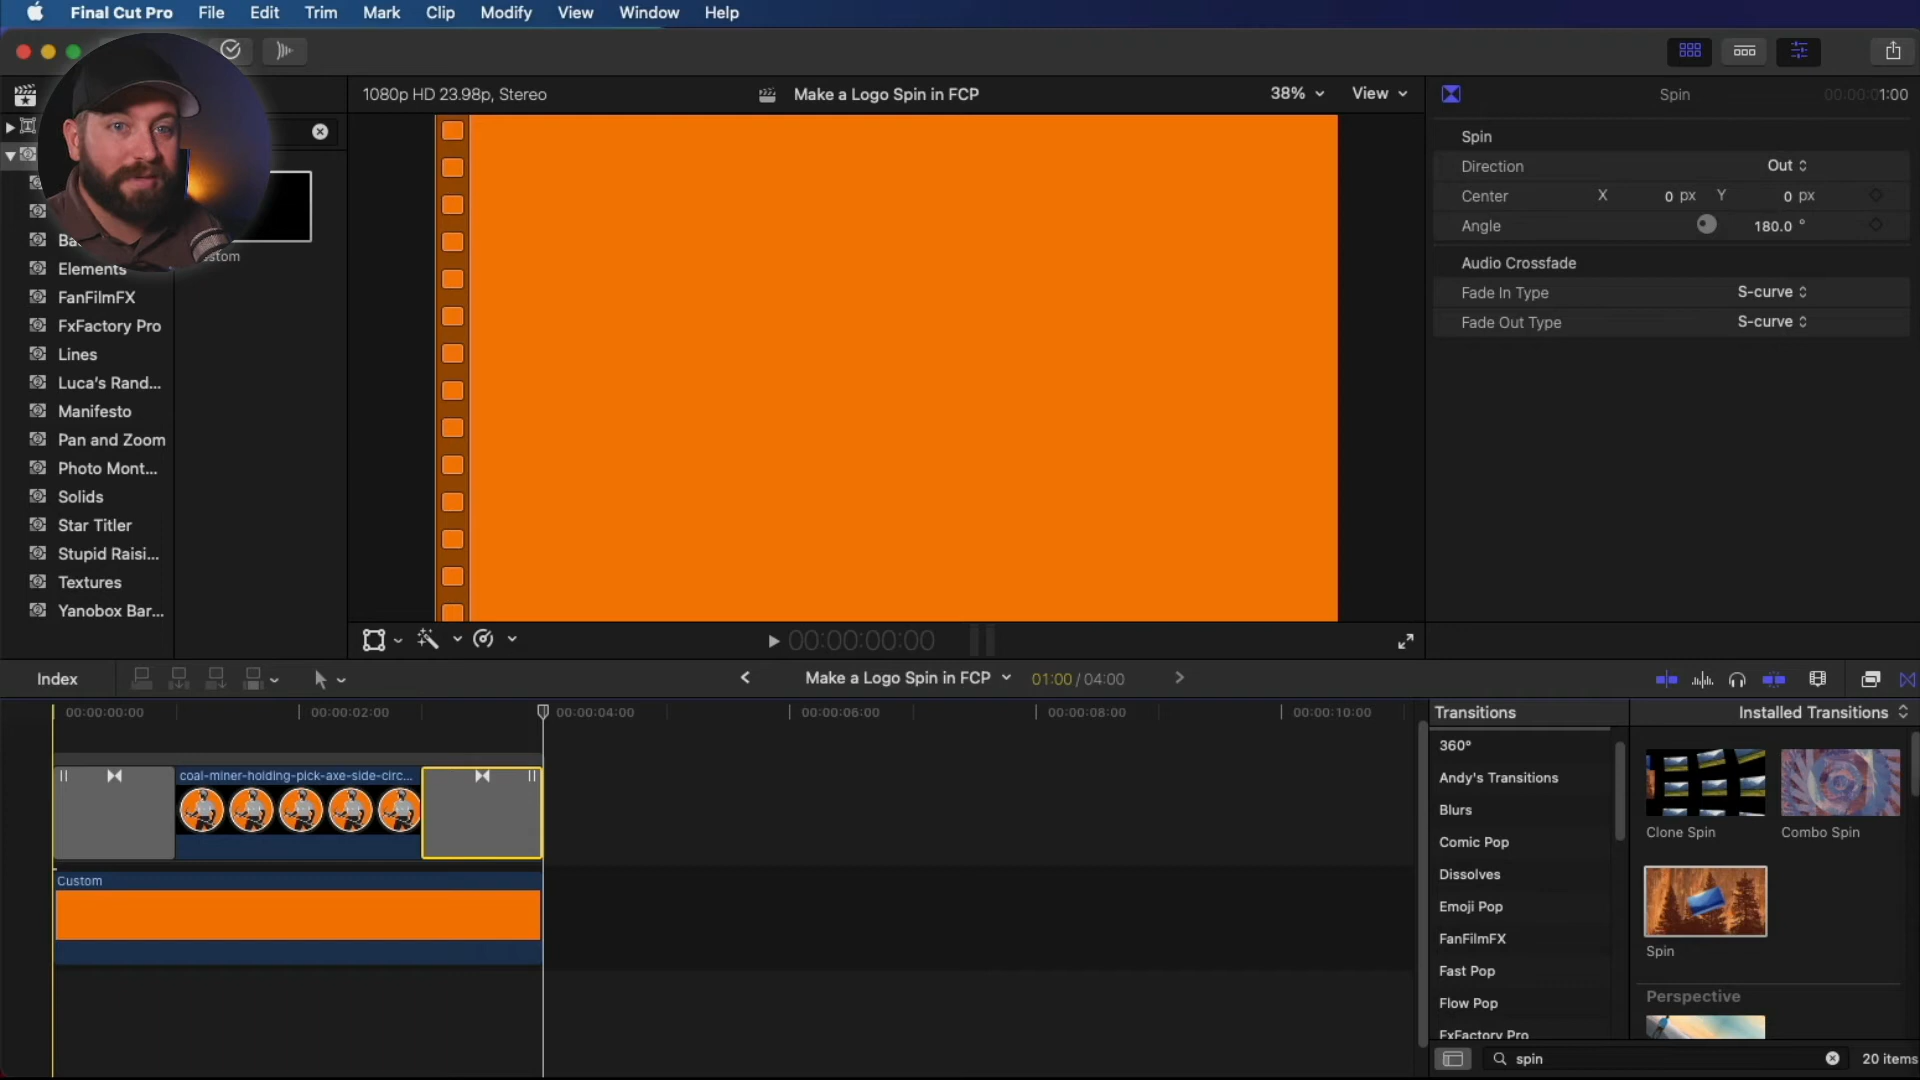 Final Cut Pro File Edit Trim Mark Clip Modify View Window Help
1080p HD 23.98p, Stereo
Make a Logo Spin in FCP
38%
View
Spin
1:00
Spin
Direction Out
Center X 0 px Y 0 px
Angle 180.0 °
Audio Crossfade
Fade In Type S-curve
Fade Out Type S-curve
Elements
FanFilmFX
FxFactory Pro
Lines
Luca's Rand...
Manifesto
Pan and Zoom
Photo Mont...
Solids
Star Titler
Stupid Raisi...
Textures
Yanobox Bar...
00:00:00:00
Index
Make a Logo Spin in FCP
01:00 / 04:00
00:00:00:00 00:00:02:00 00:00:04:00 00:00:06:00 00:00:08:00 00:00:10:00
coal-miner-holding-pick-axe-side-circ...
Custom
Transitions
Installed Transitions
360°
Andy's Transitions
Blurs
Comic Pop
Dissolves
Emoji Pop
FanFilmFX
Fast Pop
Flow Pop
FxFactory Pro
Clone Spin
Combo Spin
Spin
Perspective
spin
20 items